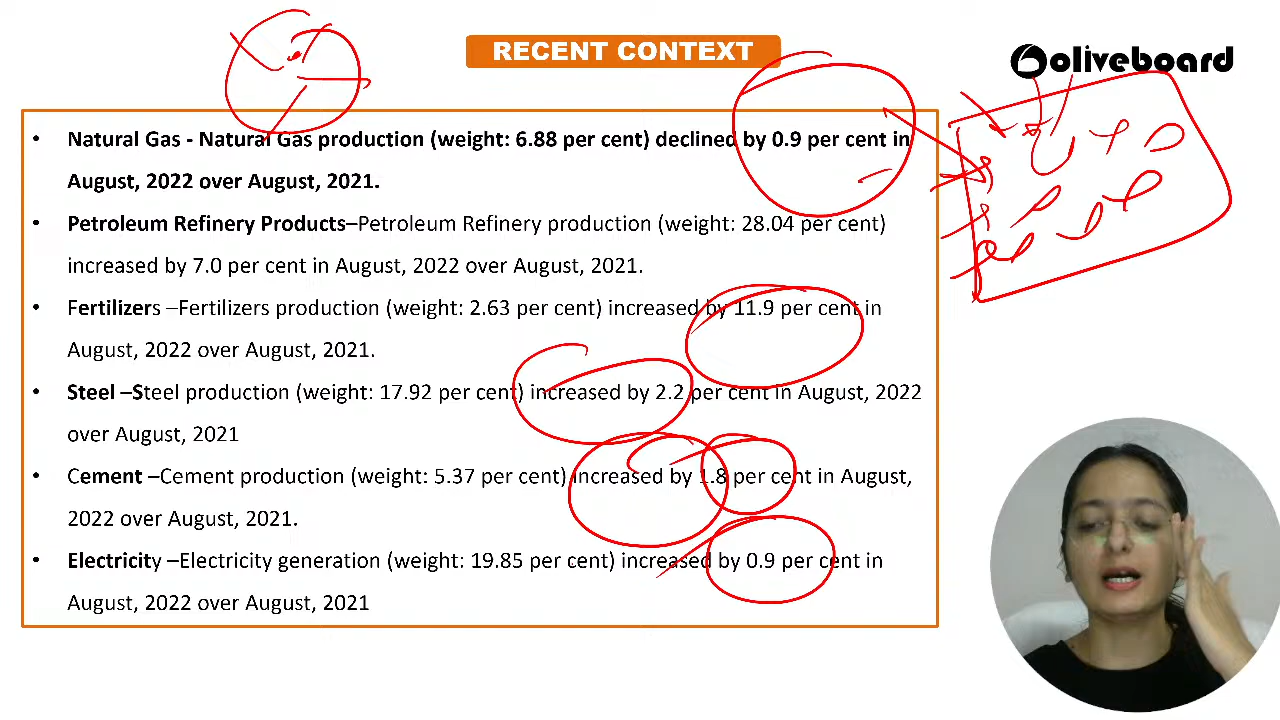 RECENT CONTEXT
oliveboard
• Natural Gas - Natural Gas production (weight: 6.88 per cent) declined by 0.9 per cent in
August, 2022 over August, 2021.
• Petroleum Refinery Products–Petroleum Refinery production (weight: 28.04 per cent)
increased by 7.0 per cent in August, 2022 over August, 2021.
• Fertilizers –Fertilizers production (weight: 2.63 per cent) increased by 11.9 per cent in
August, 2022 over August, 2021.
• Steel –Steel production (weight: 17.92 per cent) increased by 2.2 per cent in August, 2022
over August, 2021
• Cement –Cement production (weight: 5.37 per cent) increased by 1.8 per cent in August,
2022 over August, 2021.
• Electricity –Electricity generation (weight: 19.85 per cent) increased by 0.9 per cent in
August, 2022 over August, 2021